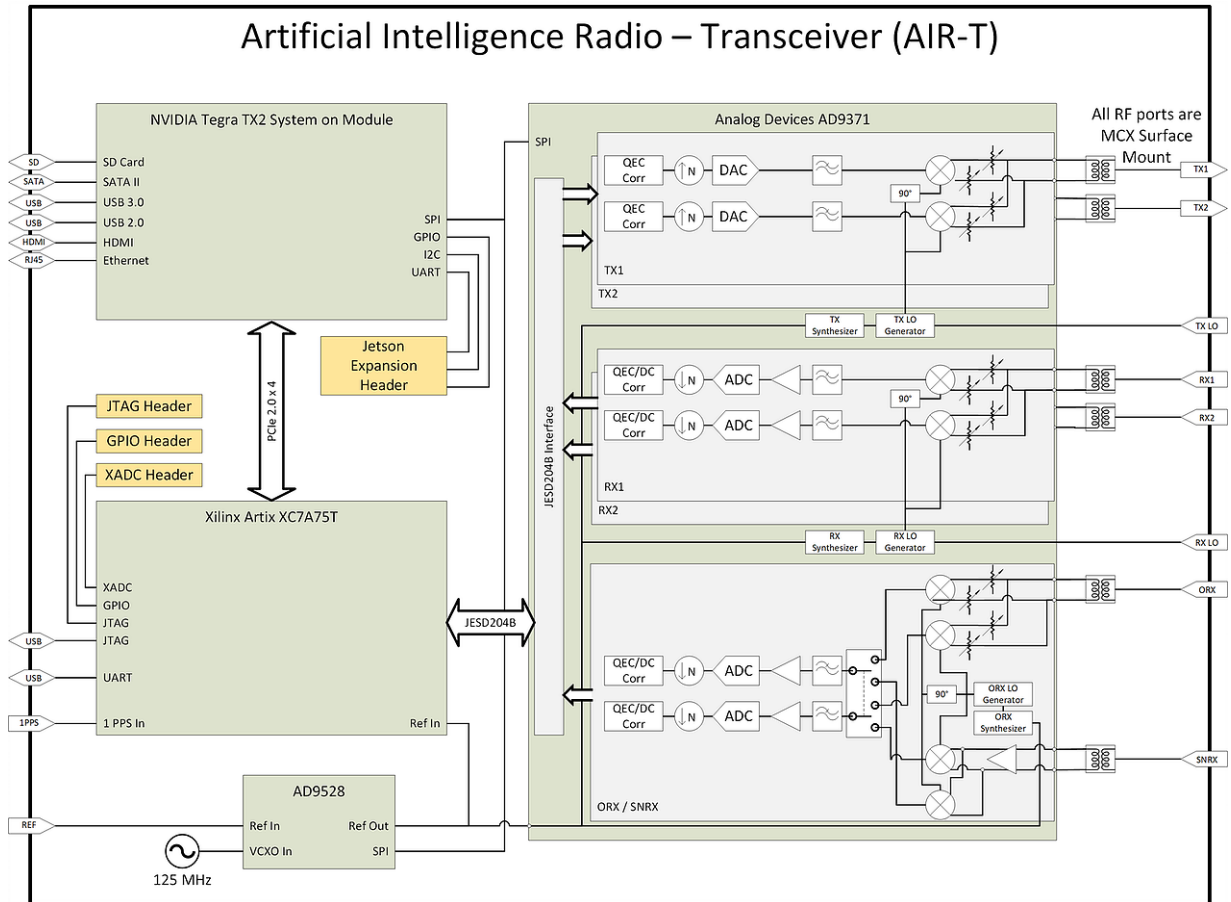 Artificial Intelligence Radio – Transceiver (AIR-T)
NVIDIA Tegra TX2 System on Module
SD
SD Card
SATA
SATA II
USB
USB 3.0
USB
USB 2.0
HDMI
HDMI
RJ45
Ethernet
SPI
GPIO
I2C
UART
Jetson
Expansion
Header
PCIe 2.0 x 4
JTAG Header
GPIO Header
XADC Header
Xilinx Artix XC7A75T
XADC
GPIO
JTAG
USB
JTAG
USB
UART
1PPS
1 PPS In
Ref In
JESD204B
AD9528
REF
Ref In
Ref Out
VCXO In
SPI
125 MHz
Analog Devices AD9371
SPI
JESD204B Interface
All RF ports are
MCX Surface
Mount
QEC
Corr
N
DAC
90°
QEC
Corr
N
DAC
TX1
TX2
TX1
TX2
TX
Synthesizer
TX LO
Generator
TX LO
QEC/DC
Corr
N
ADC
90°
QEC/DC
Corr
N
ADC
RX1
RX2
RX1
RX2
RX
Synthesizer
RX LO
Generator
RX LO
ORX
QEC/DC
Corr
N
ADC
QEC/DC
Corr
N
ADC
90°
ORX LO
Generator
ORX
Synthesizer
SNRX
ORX / SNRX